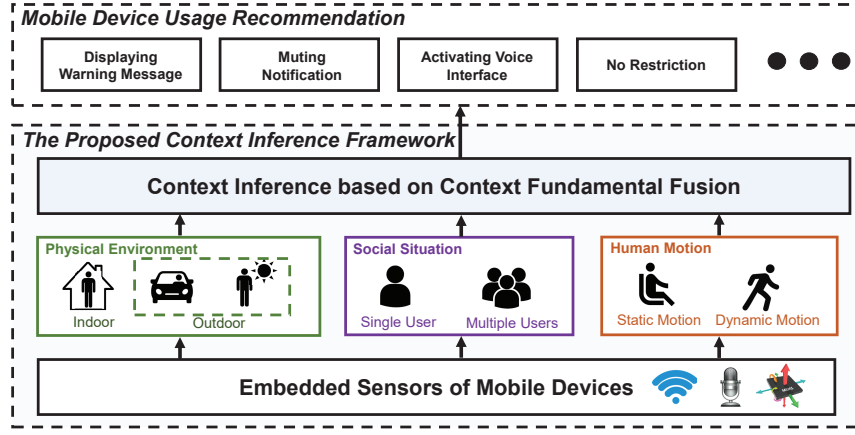 Mobile Device Usage Recommendation
Displaying
Warning Message
Muting
Notification
Activating Voice
Interface
No Restriction
The Proposed Context Inference Framework
Context Inference based on Context Fundamental Fusion
Physical Environment
Indoor
Outdoor
Social Situation
Single User
Multiple Users
Human Motion
Static Motion
Dynamic Motion
Embedded Sensors of Mobile Devices